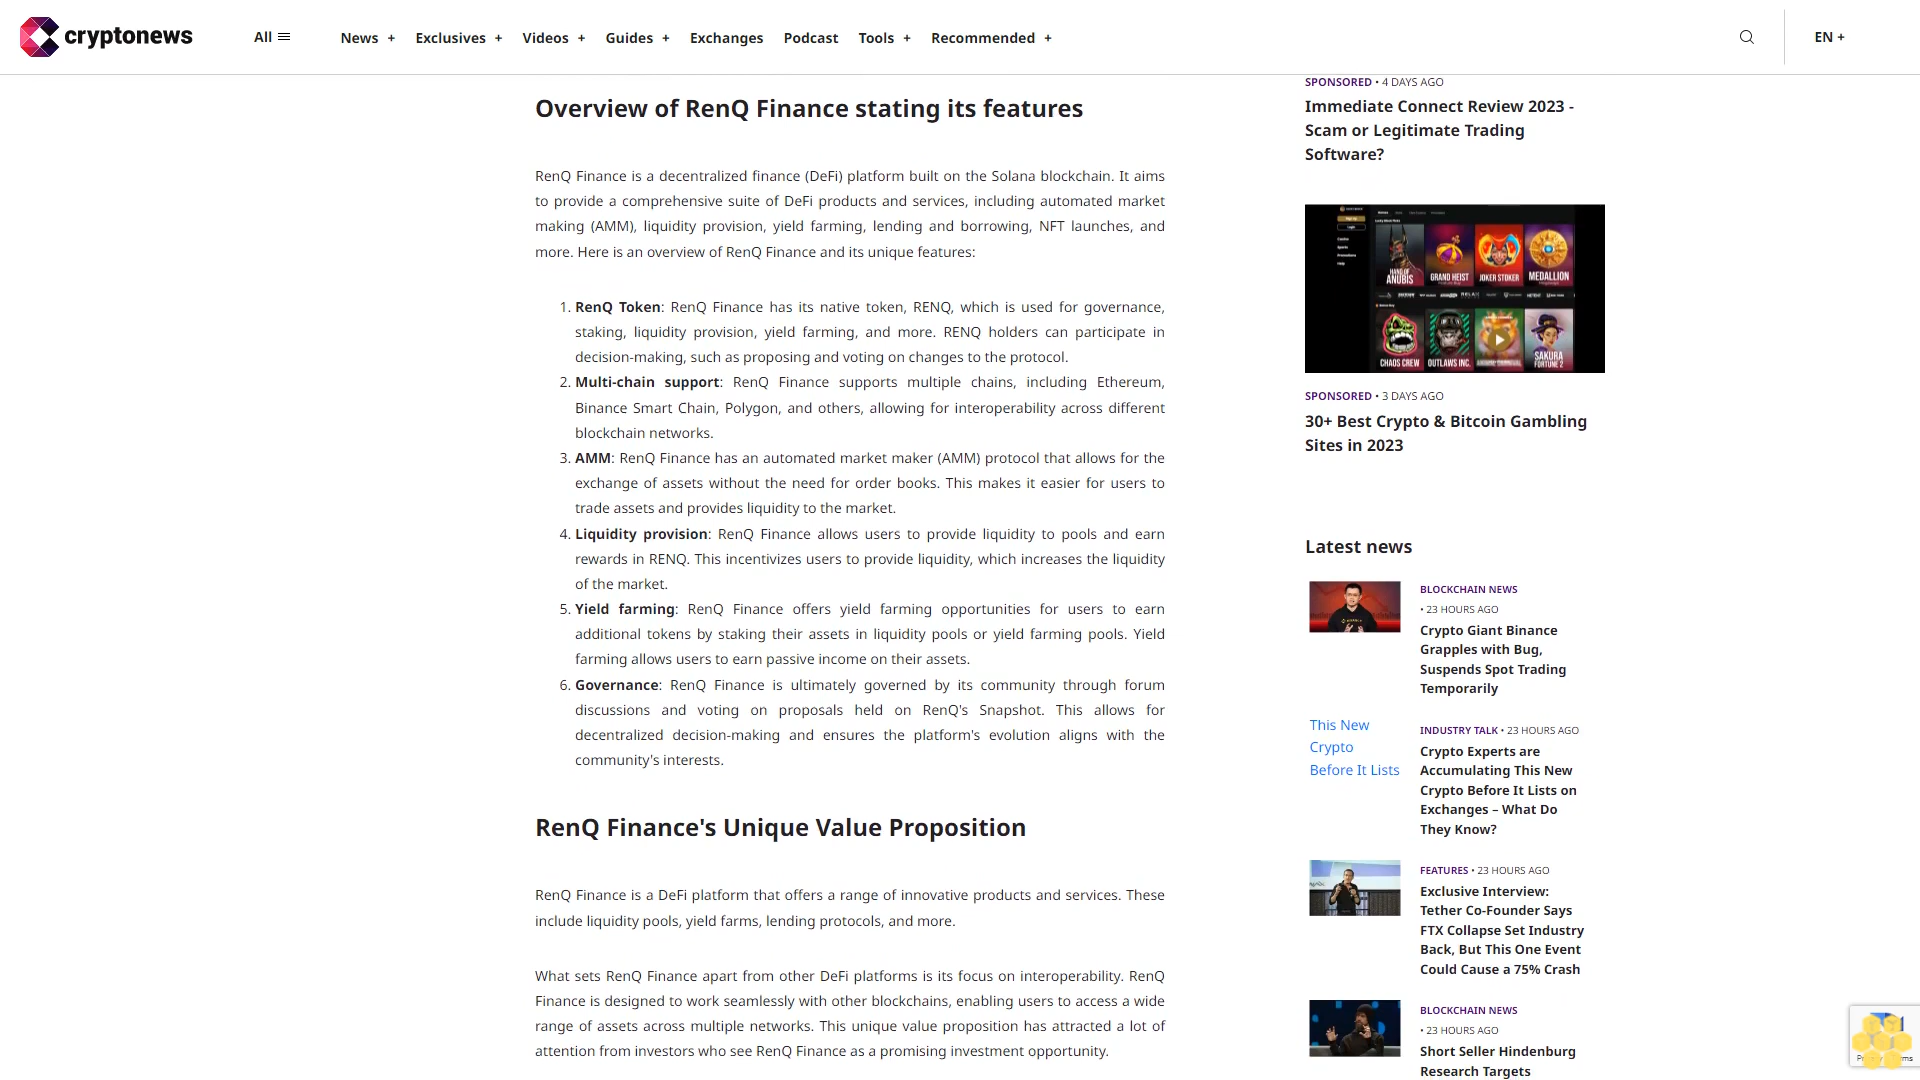 cryptonews
All
News +
Exclusives +
Videos +
Guides +
Exchanges
Podcast
Tools +
Recommended +
EN +
Overview of RenQ Finance stating its features
RenQ Finance is a decentralized finance (DeFi) platform built on the Solana blockchain. It aims
to provide a comprehensive suite of DeFi products and services, including automated market
making (AMM), liquidity provision, yield farming, lending and borrowing, NFT launches, and
more. Here is an overview of RenQ Finance and its unique features:
1. RenQ Token: RenQ Finance has its native token, RENQ, which is used for governance,
staking, liquidity provision, yield farming, and more. RENQ holders can participate in
decision-making, such as proposing and voting on changes to the protocol.
2. Multi-chain support: RenQ Finance supports multiple chains, including Ethereum,
Binance Smart Chain, Polygon, and others, allowing for interoperability across different
blockchain networks.
3. AMM: RenQ Finance has an automated market maker (AMM) protocol that allows for the
exchange of assets without the need for order books. This makes it easier for users to
trade assets and provides liquidity to the market.
4. Liquidity provision: RenQ Finance allows users to provide liquidity to pools and earn
rewards in RENQ. This incentivizes users to provide liquidity, which increases the liquidity
of the market.
5. Yield farming: RenQ Finance offers yield farming opportunities for users to earn
additional tokens by staking their assets in liquidity pools or yield farming pools. Yield
farming allows users to earn passive income on their assets.
6. Governance: RenQ Finance is ultimately governed by its community through forum
discussions and voting on proposals held on RenQ's Snapshot. This allows for
decentralized decision-making and ensures the platform's evolution aligns with the
community's interests.
RenQ Finance's Unique Value Proposition
RenQ Finance is a DeFi platform that offers a range of innovative products and services. These
include liquidity pools, yield farms, lending protocols, and more.
What sets RenQ Finance apart from other DeFi platforms is its focus on interoperability. RenQ
Finance is designed to work seamlessly with other blockchains, enabling users to access a wide
range of assets across multiple networks. This unique value proposition has attracted a lot of
attention from investors who see RenQ Finance as a promising investment opportunity.
SPONSORED • 4 DAYS AGO
Immediate Connect Review 2023 -
Scam or Legitimate Trading
Software?
HAND OF
ANUBIS
GRAND HEIST
JOKER STOKER
MEDALLION
CHAOS CREW
OUTLAWS INC.
SAKURA
FORTUNE 2
SPONSORED • 3 DAYS AGO
30+ Best Crypto & Bitcoin Gambling
Sites in 2023
Latest news
BLOCKCHAIN NEWS
• 23 HOURS AGO
Crypto Giant Binance
Grapples with Bug,
Suspends Spot Trading
Temporarily
This New
Crypto
Before It Lists
INDUSTRY TALK • 23 HOURS AGO
Crypto Experts are
Accumulating This New
Crypto Before It Lists on
Exchanges – What Do
They Know?
FEATURES • 23 HOURS AGO
Exclusive Interview:
Tether Co-Founder Says
FTX Collapse Set Industry
Back, But This One Event
Could Cause a 75% Crash
BLOCKCHAIN NEWS
• 23 HOURS AGO
Short Seller Hindenburg
Research Targets